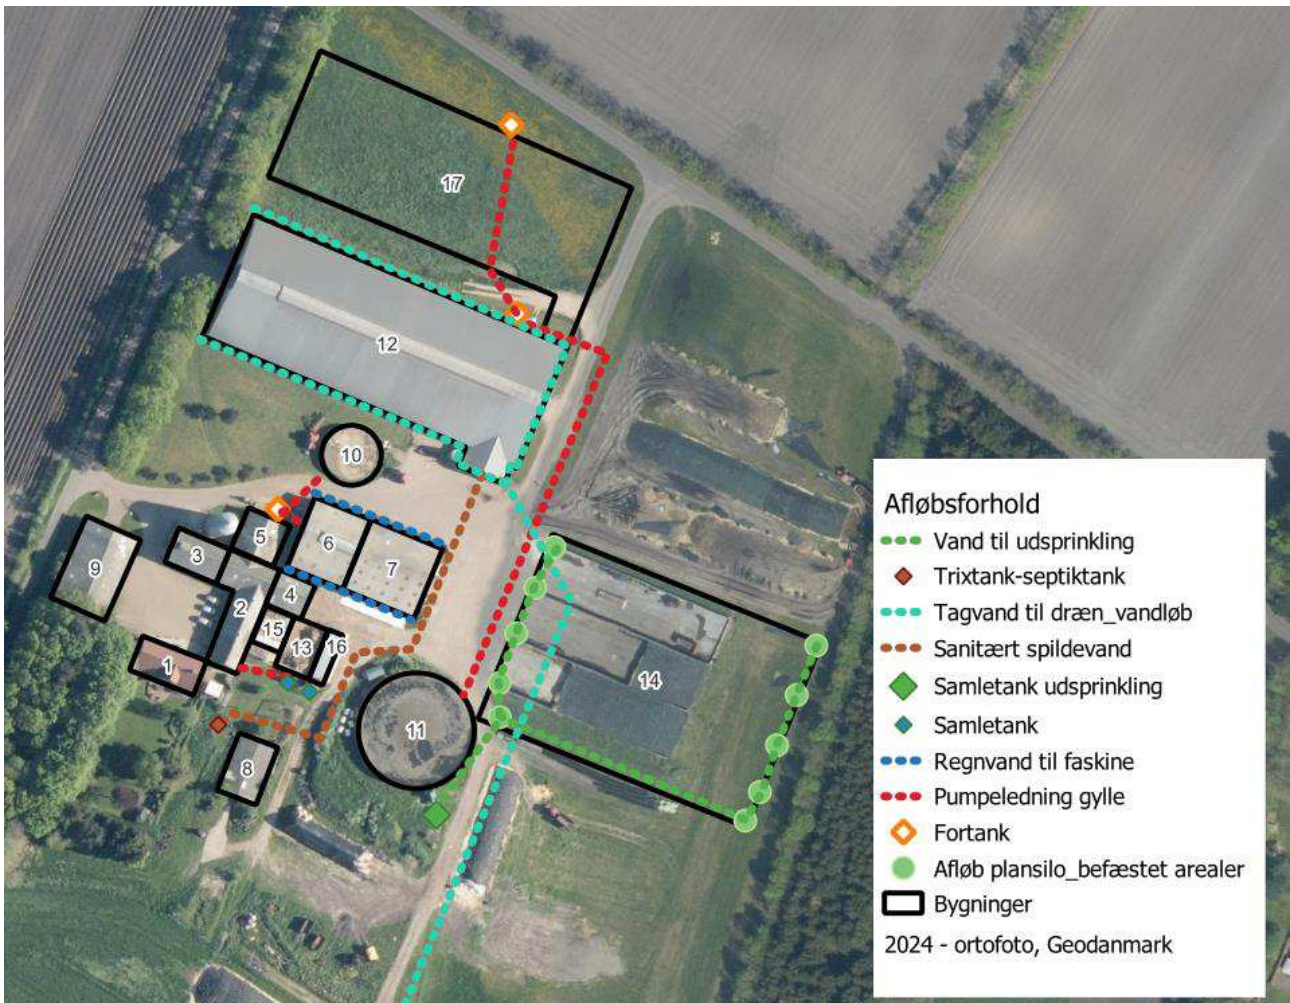 17
12
10
5
6
3
7
9
2
4
15
13
16
1
14
11
8
Afløbsforhold
Vand til udsprinkling
Trixtank-septiktank
Tagvand til dræn_vandløb
Sanitært spildevand
Samletank udsprinkling
Samletank
Regnvand til faskine
Pumpeledning gylle
Fortank
Afløb plansilo_befæstet arealer
Bygninger
2024 - ortofoto, Geodanmark